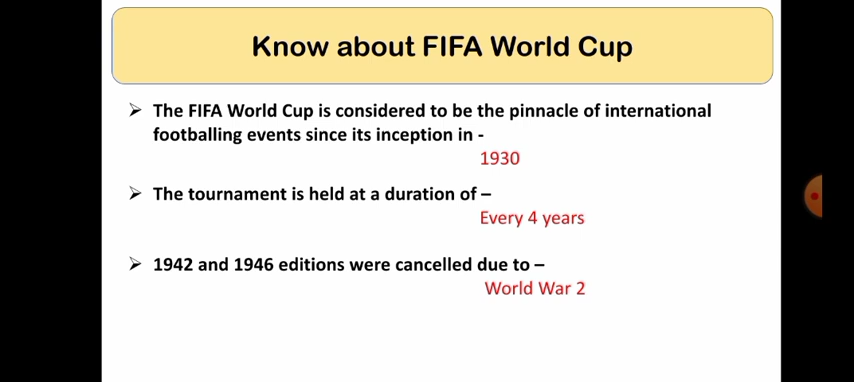 Know about FIFA World Cup
➢ The FIFA World Cup is considered to be the pinnacle of international
footballing events since its inception in -
1930
➢ The tournament is held at a duration of –
Every 4 years
➢ 1942 and 1946 editions were cancelled due to –
World War 2